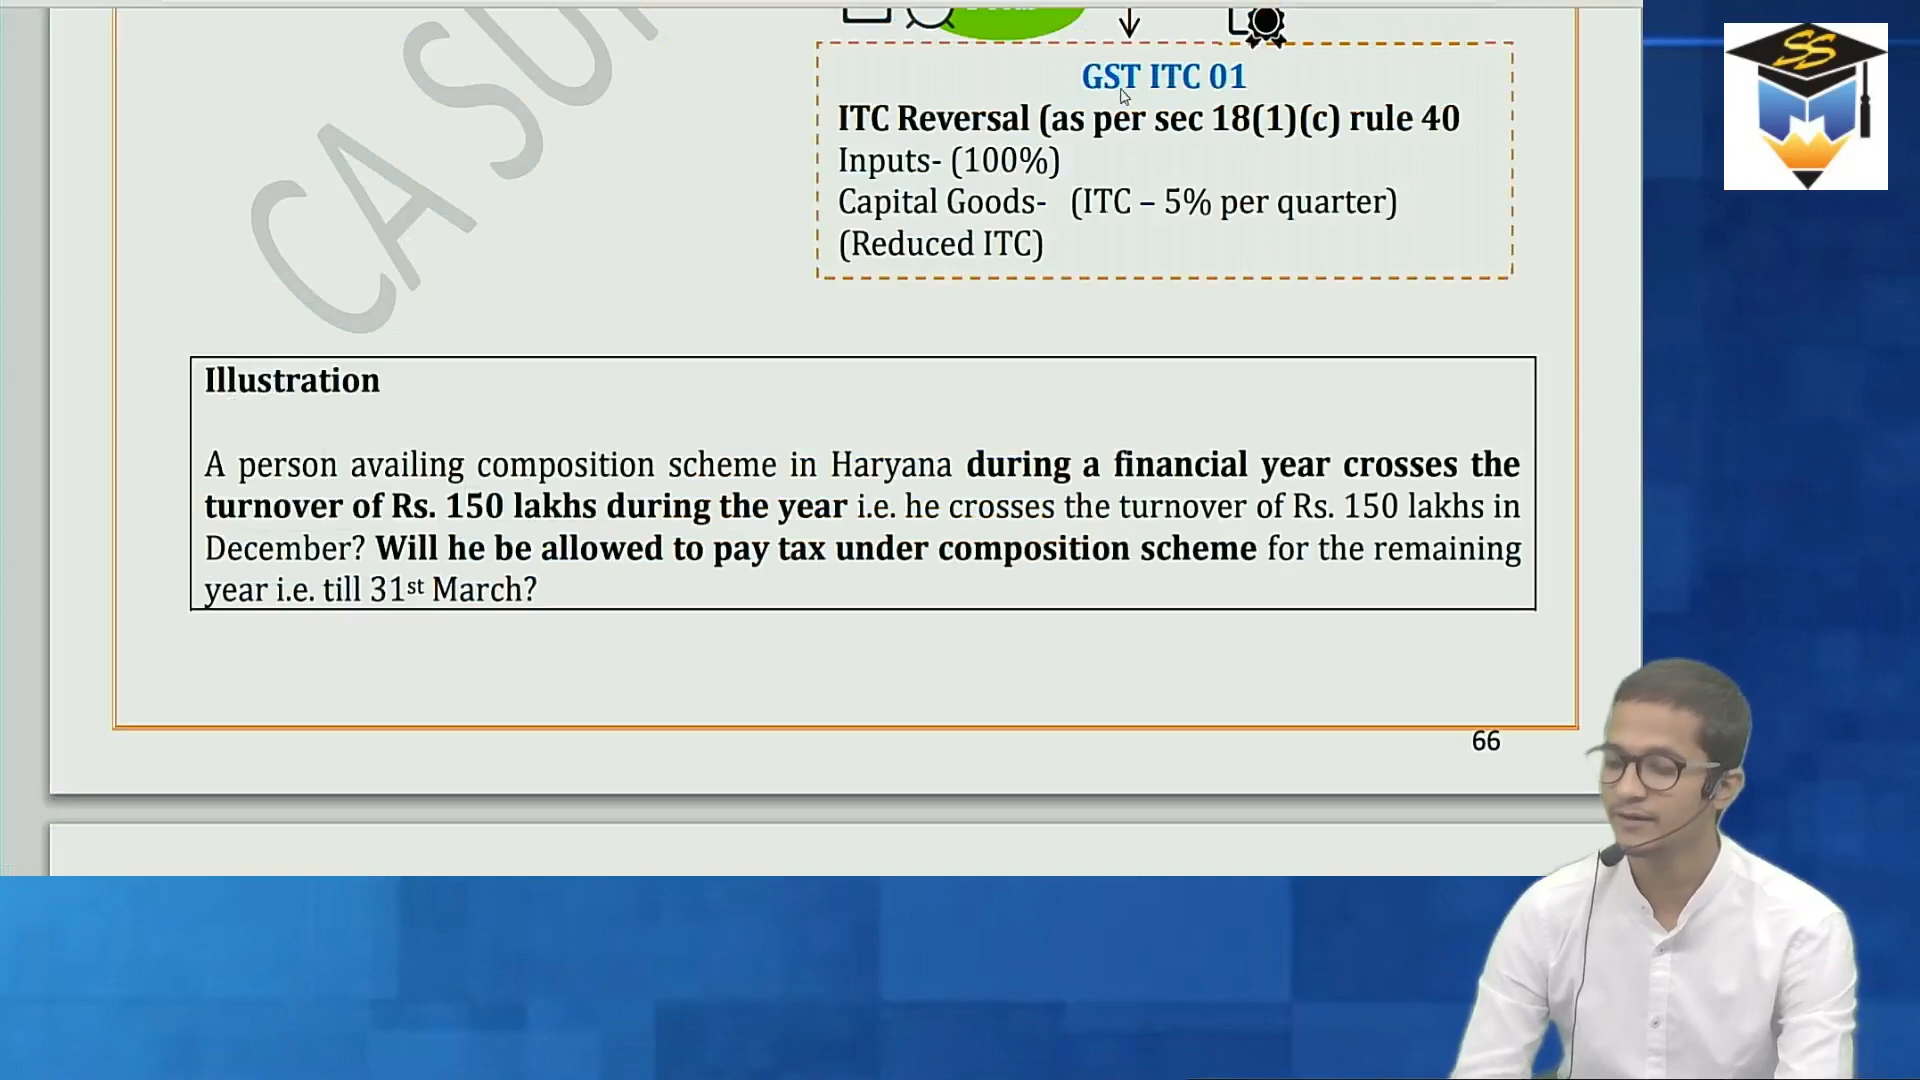 GST ITC 01
ITC Reversal (as per sec 18(1)(c) rule 40
Inputs- (100%)
Capital Goods- (ITC – 5% per quarter)
(Reduced ITC)
Illustration
A person availing composition scheme in Haryana during a financial year crosses the
turnover of Rs. 150 lakhs during the year i.e. he crosses the turnover of Rs. 150 lakhs in
December? Will he be allowed to pay tax under composition scheme for the remaining
year i.e. till 31st March?
66
CA SU
SS